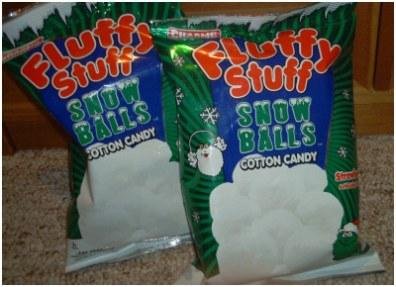 Fluffy
Stuff
SNOW
BALLS
COTTON CANDY
CHARMS
Fluffy
Stuff
SNOW
BALLS
COTTON CANDY